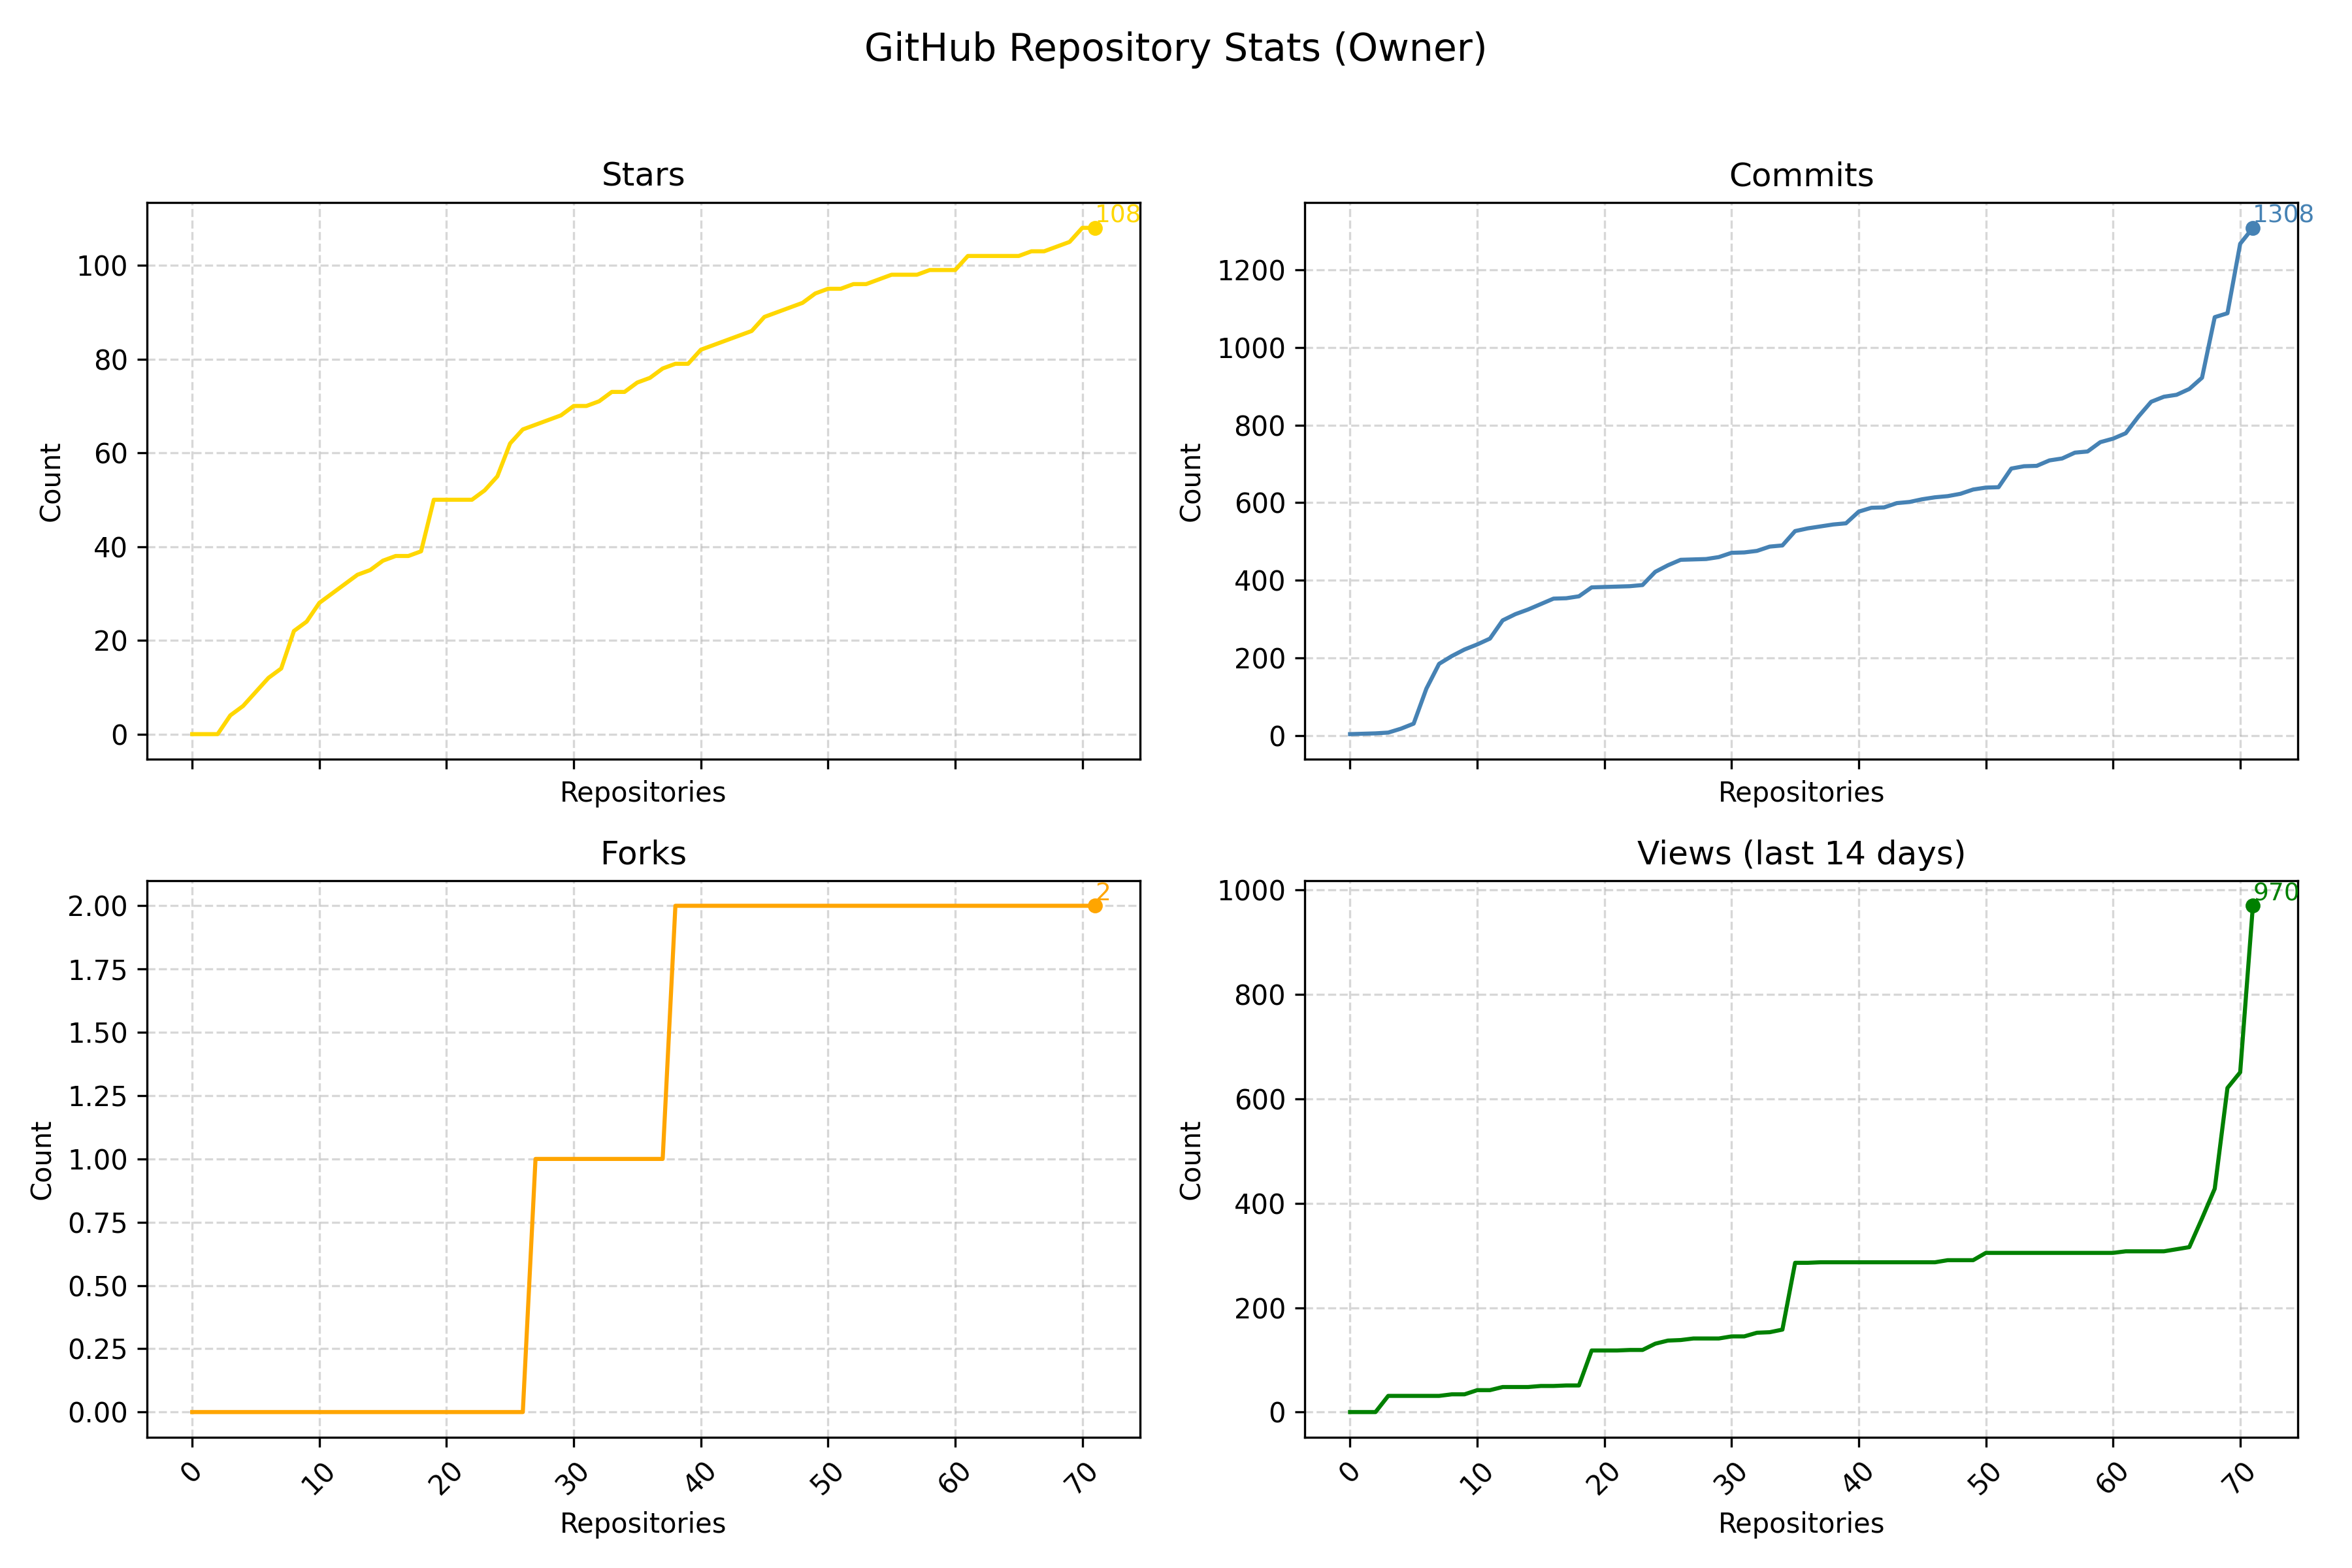 GitHub Repository Stats (Owner)
Stars
108
100
80
60
40
20
0
Count
Repositories
Commits
1308
1200
1000
800
600
400
200
0
Count
Repositories
Forks
2
2.00
1.75
1.50
1.25
1.00
0.75
0.50
0.25
0.00
Count
0 10 20 30 40 50 60 70
Repositories
Views (last 14 days)
970
1000
800
600
400
200
0
Count
0 10 20 30 40 50 60 70
Repositories